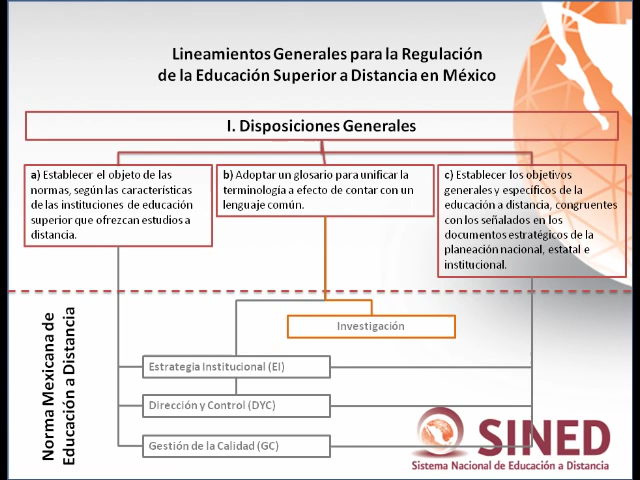 Lineamientos Generales para la Regulación
de la Educación Superior a Distancia en México
I. Disposiciones Generales
a) Establecer el objeto de las
normas, según las características
de las instituciones de educación
superior que ofrezcan estudios a
distancia.
b) Adoptar un glosario para unificar la
terminología a efecto de contar con un
lenguaje común.
c) Establecer los objetivos
generales y específicos de la
educación a distancia, congruentes
con los señalados en los
documentos estratégicos de la
planeación nacional, estatal e
institucional.
Norma Mexicana de
Educación a Distancia
Investigación
Estrategia Institucional (EI)
Dirección y Control (DYC)
Gestión de la Calidad (GC)
SINED
Sistema Nacional de Educación a Distancia